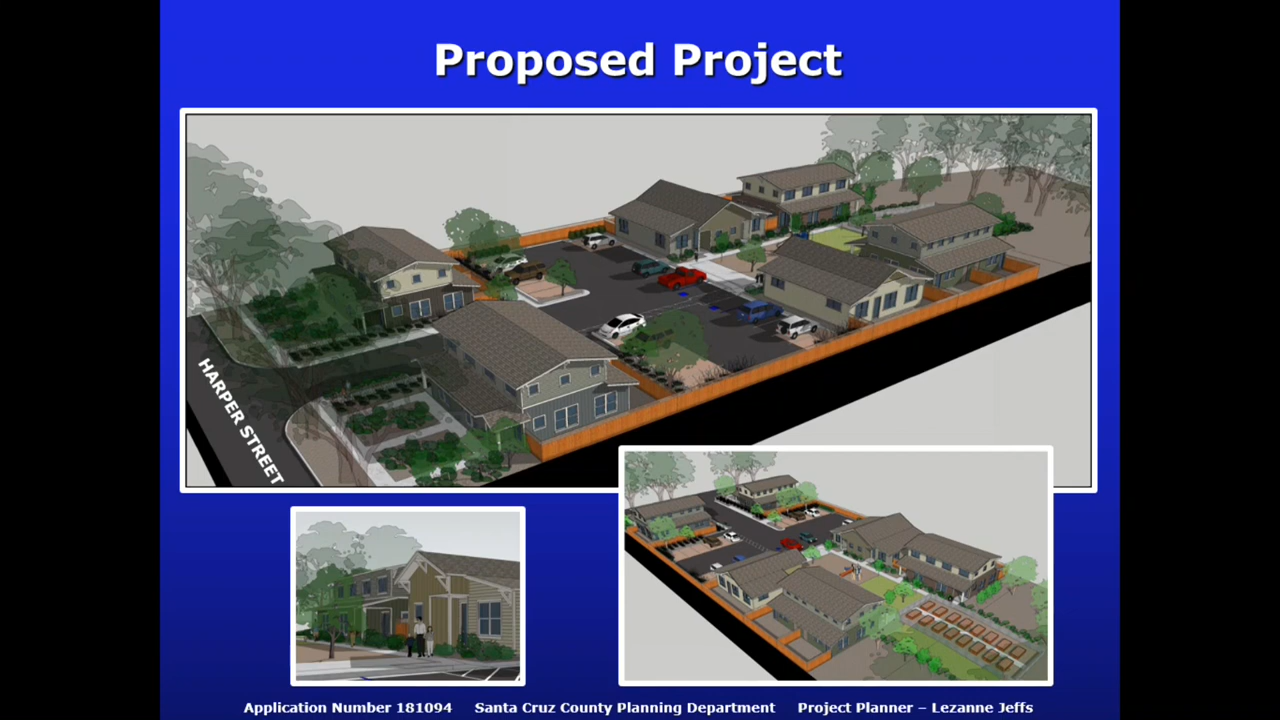 Proposed Project
HARPER STREET
Application Number 181094 Santa Cruz County Planning Department Project Planner – Lezanne Jeffs